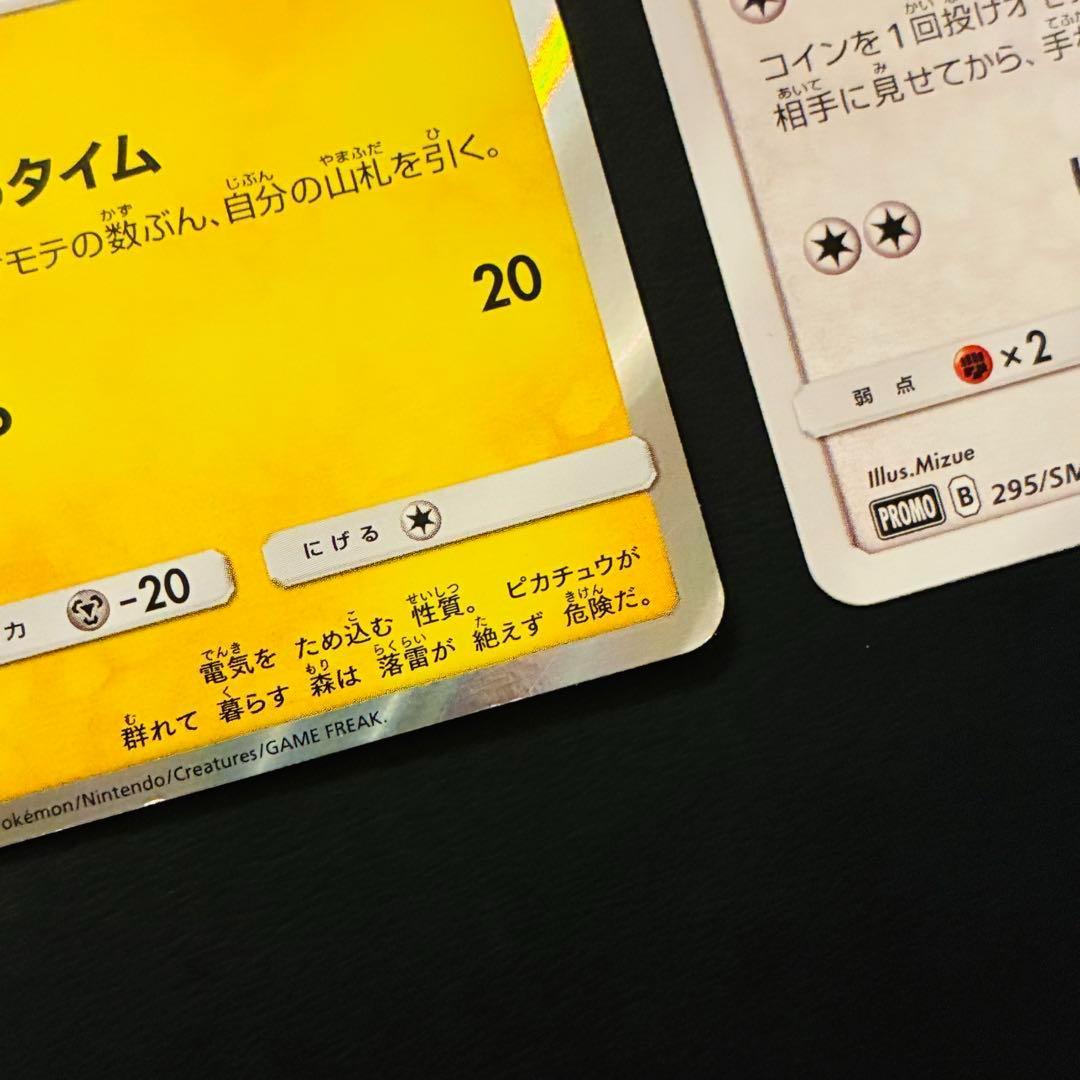 タイム
モテの数ぶん、自分の山札を引く。
20
抗力 -20
にげる
電気を ため込む 性質。 ピカチュウが
群れて 暮らす 森は 落雷が 絶えず 危険だ。
okémon/Nintendo/Creatures/GAME FREAK.
コインを1回投げオモ
相手に見せてから、手
弱点 ×2
Illus.Mizue
PROMO B 295/SM